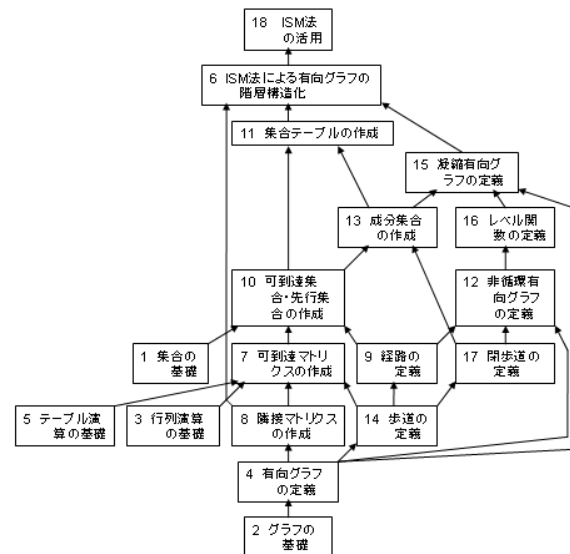 18 ISM法
の活用
6 ISM法による有向グラフの
階層構造化
11 集合テーブルの作成
15 凝縮有向グ
ラフの定義
13 成分集合
の作成
16 レベル関
数の定義
10 可到達集
合・先行集
合の作成
12 非循環有
向グラフの
定義
1 集合の
基礎
7 可到達マトリ
クスの作成
9 経路の
定義
17 閉歩道の
定義
5 テーブル演
算の基礎
3 行列演算
の基礎
8 隣接マトリクス
の作成
14 歩道の
定義
4 有向グラフ
の定義
2 グラフの
基礎